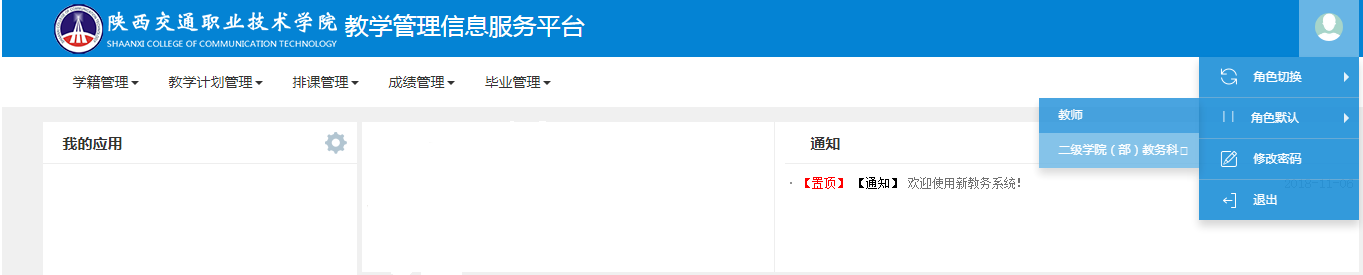 陕西交通职业技术学院 教学管理信息服务平台
SHAANXI COLLEGE OF COMMUNICATION TECHNOLOGY
学籍管理 教学计划管理 排课管理 成绩管理 毕业管理
角色切换
教师
角色默认
二级学院（部）教务科
修改密码
退出
我的应用
通知
· 【置顶】 【通知】 欢迎使用新教务系统!